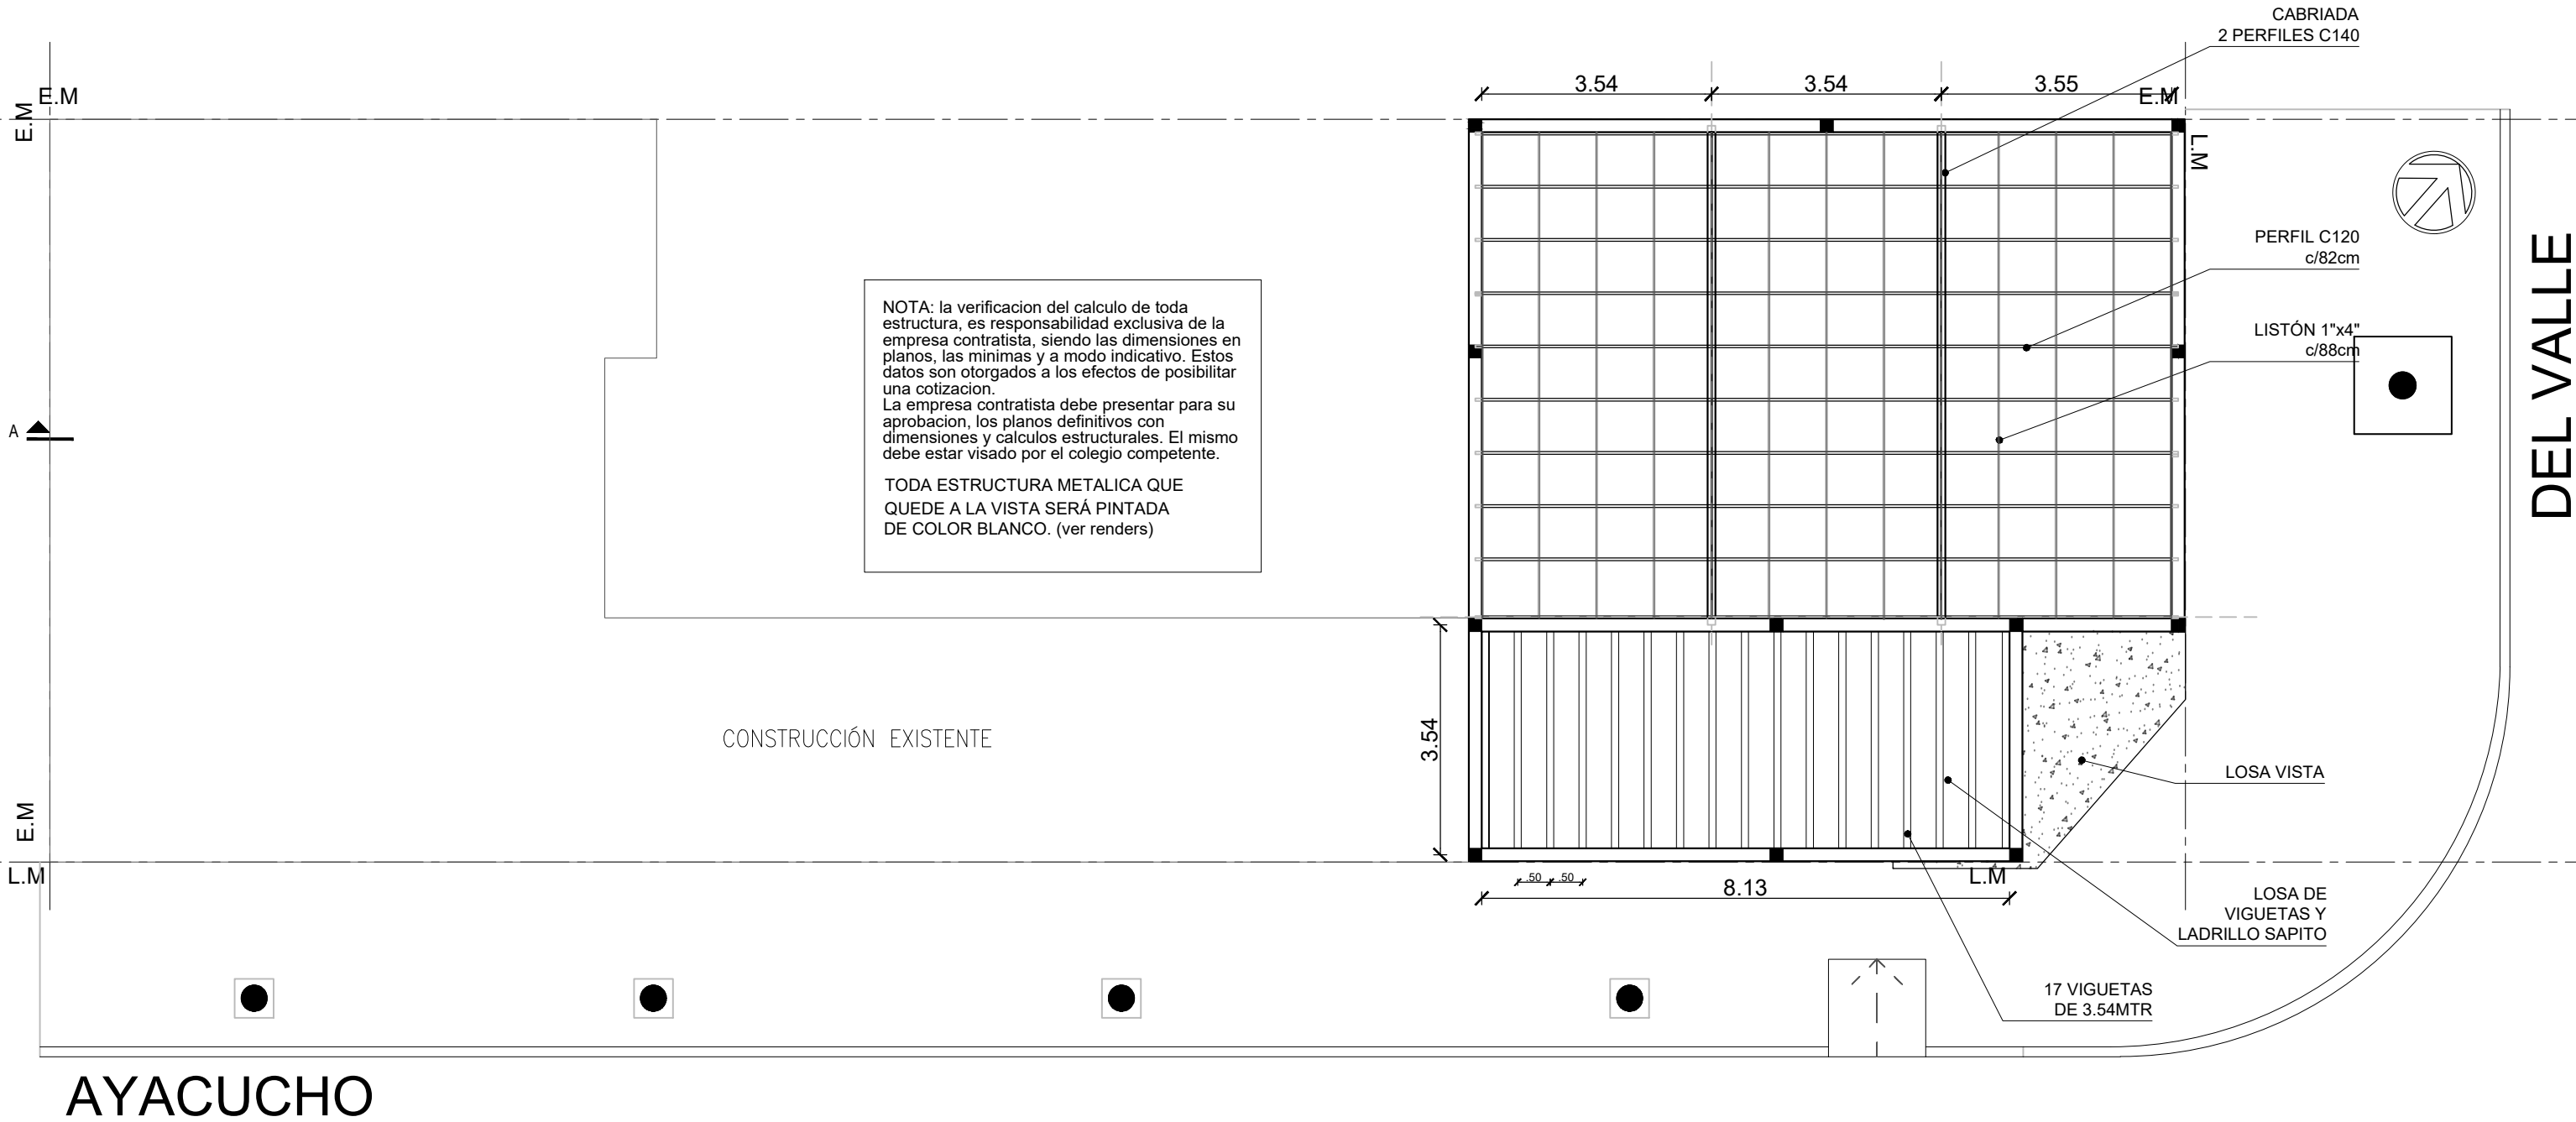 CABRIADA
2 PERFILES C140
3.54
3.54
3.55
E.M
E.M
E.M
L.M
PERFIL C120
c/82cm
LISTÓN 1"x4"
c/88cm
DEL VALLE
NOTA: la verificacion del calculo de toda
estructura, es responsabilidad exclusiva de la
empresa contratista, siendo las dimensiones en
planos, las minimas y a modo indicativo. Estos
datos son otorgados a los efectos de posibilitar
una cotizacion.
La empresa contratista debe presentar para su
aprobacion, los planos definitivos con
dimensiones y calculos estructurales. El mismo
debe estar visado por el colegio competente.
TODA ESTRUCTURA METALICA QUE
QUEDE A LA VISTA SERÁ PINTADA
DE COLOR BLANCO. (ver renders)
A
3.54
CONSTRUCCIÓN EXISTENTE
LOSA VISTA
E.M
L.M
L.M
.50
.50
8.13
LOSA DE
VIGUETAS Y
LADRILLO SAPITO
17 VIGUETAS
DE 3.54MTR
AYACUCHO